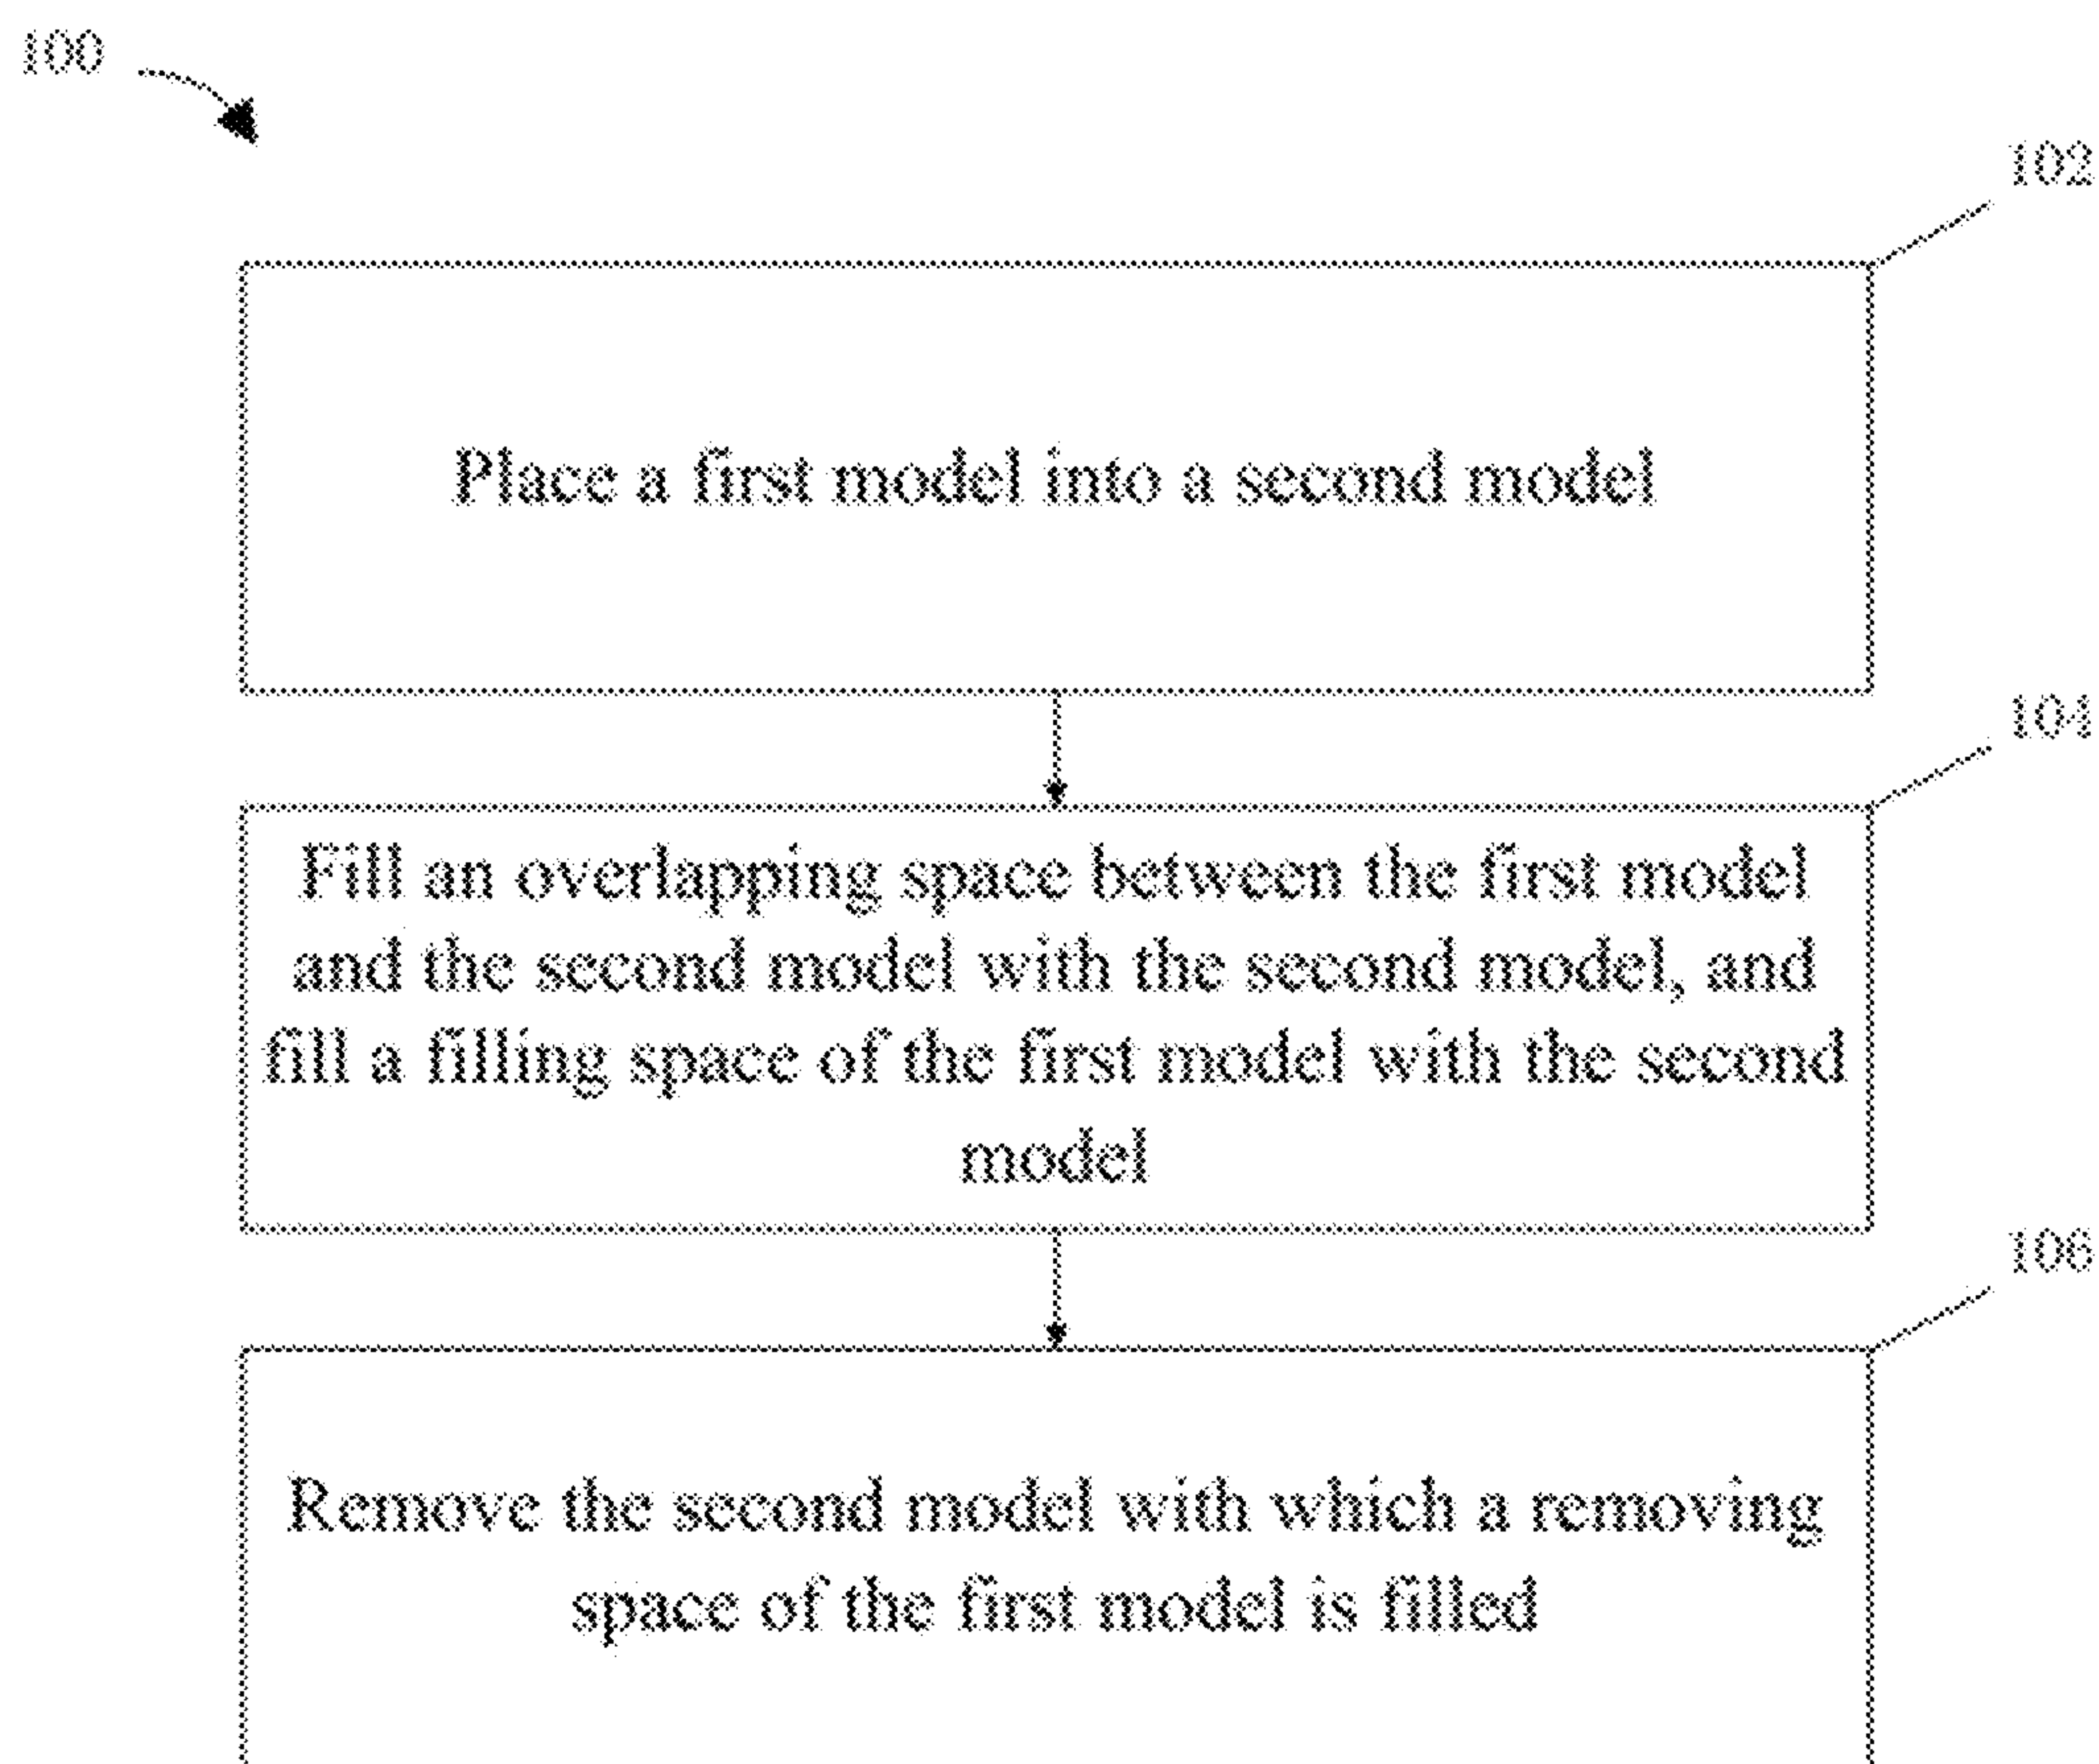 100
102
Place a first model into a second model
104
Fill an overlapping space between the first model
and the second model with the second model, and
fill a filling space of the first model with the second
model
106
Remove the second model with which a removing
space of the first model is filled